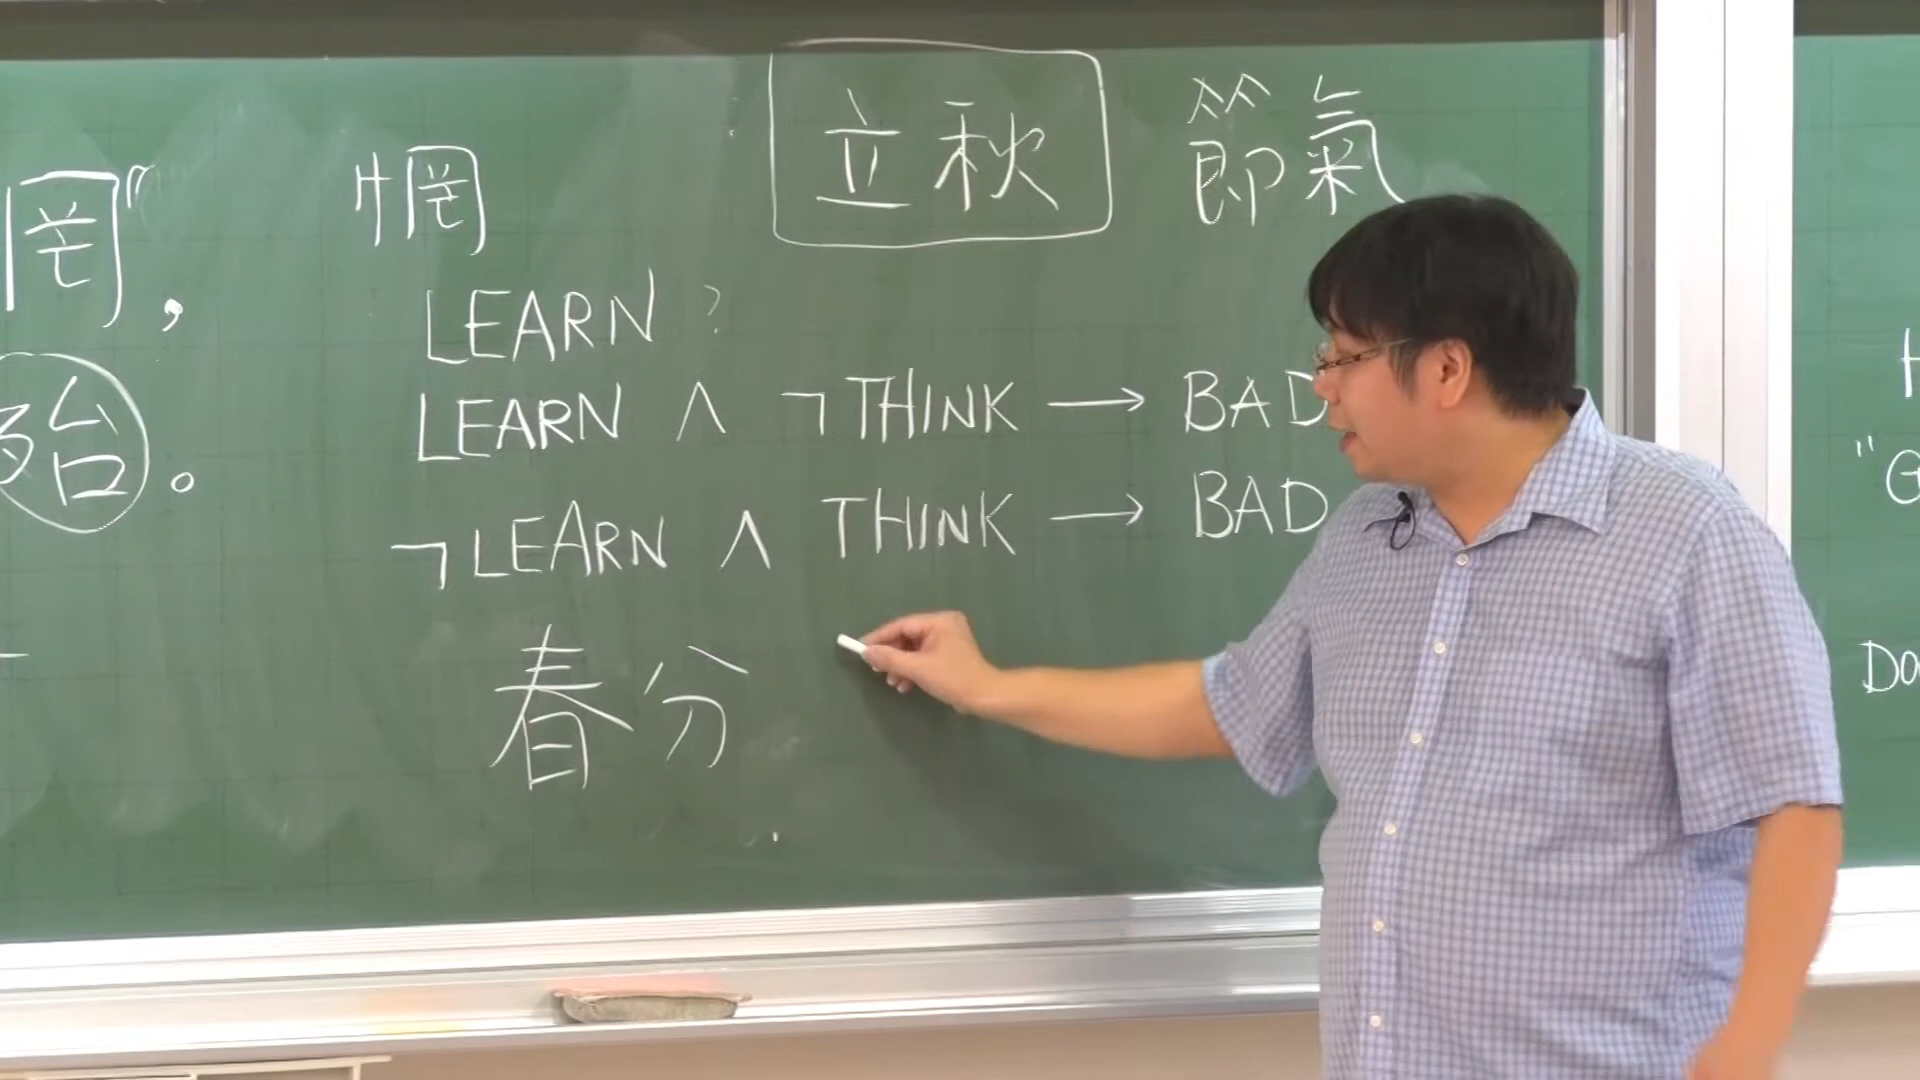 立秋 節氣
罔”, 惘
LEARN ?
LEARN ∧ ¬THINK → BAD
殆。
¬LEARN ∧ THINK → BAD
春分